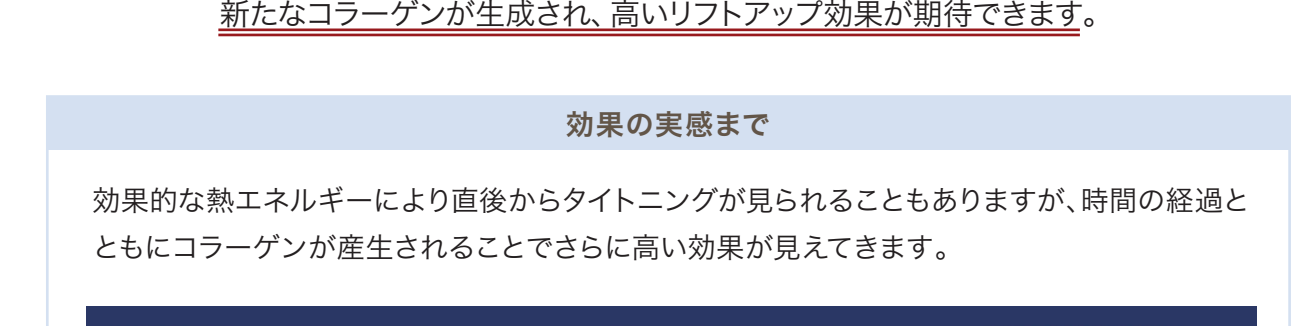 新たなコラーゲンが生成され、高いリフトアップ効果が期待できます。
効果の実感まで
効果的な熱エネルギーにより直後からタイトニングが見られることもありますが、時間の経過と
ともにコラーゲンが産生されることでさらに高い効果が見えてきます。